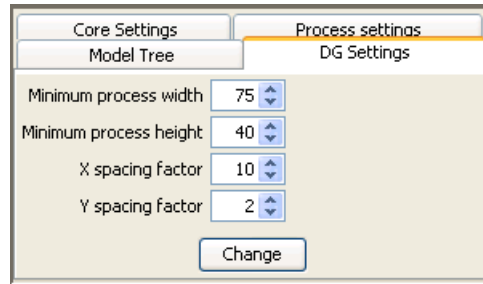 Core Settings
Process settings
Model Tree
DG Settings
Minimum process width 75
Minimum process height 40
X spacing factor 10
Y spacing factor 2
Change